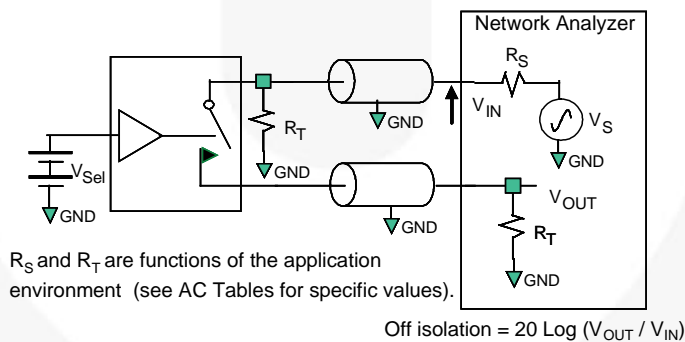 Network Analyzer
R_S
V_IN
V_S
GND
GND
R_T
GND
V_Sel
GND
GND
V_OUT
R_T
GND
R_S and R_T are functions of the application
environment (see AC Tables for specific values).
Off isolation = 20 Log (V_OUT / V_IN)